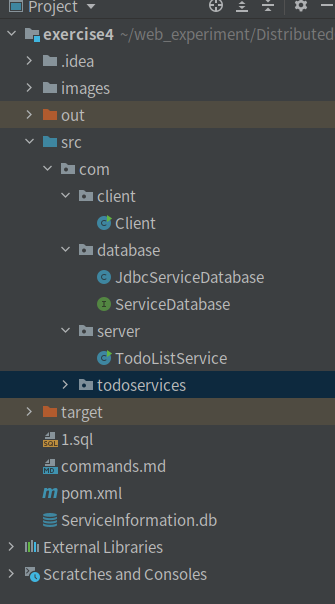 Project
exercise4 ~/web_experiment/Distributed
.idea
images
out
src
com
client
Client
database
JdbcServiceDatabase
ServiceDatabase
server
TodoListService
todoservices
target
1.sql
commands.md
pom.xml
ServiceInformation.db
External Libraries
Scratches and Consoles